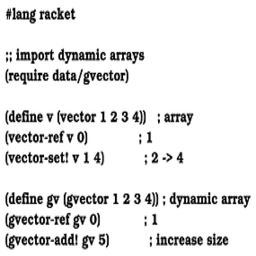 #lang racket
;; import dynamic arrays
(require data/gvector)
(define v (vector 1 2 3 4)) ; array
(vector-ref v 0) ; 1
(vector-set! v 1 4) ; 2 -> 4
(define gv (gvector 1 2 3 4)) ; dynamic array
(gvector-ref gv 0) ; 1
(gvector-add! gv 5) ; increase size